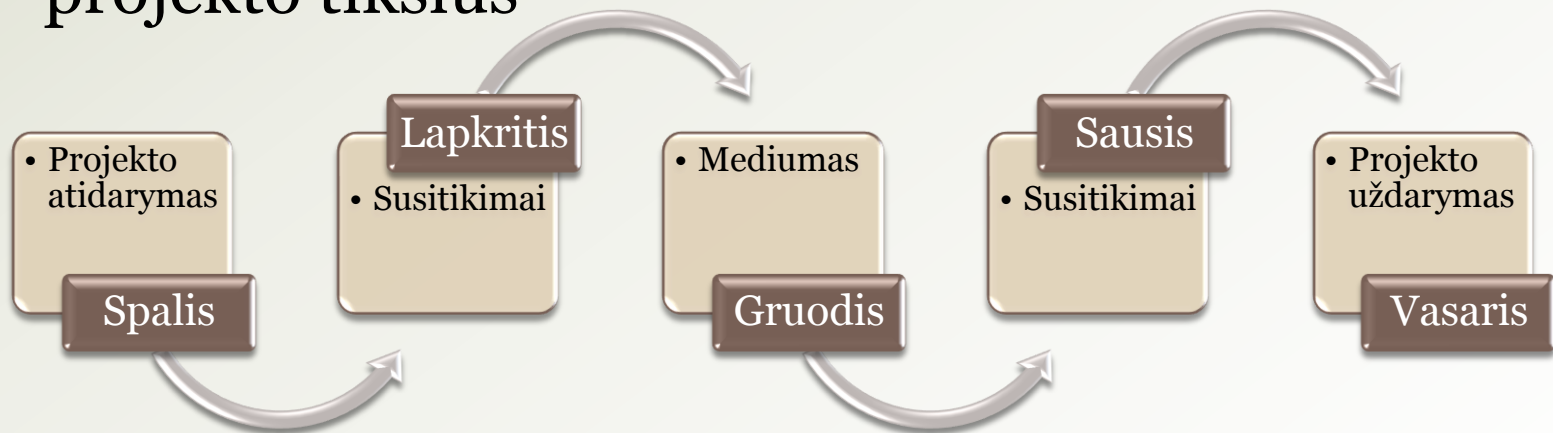 projekto tikslus
• Projekto
atidarymas
Spalis
Lapkritis
• Susitikimai
• Mediumas
Gruodis
Sausis
• Susitikimai
• Projekto
uždarymas
Vasaris